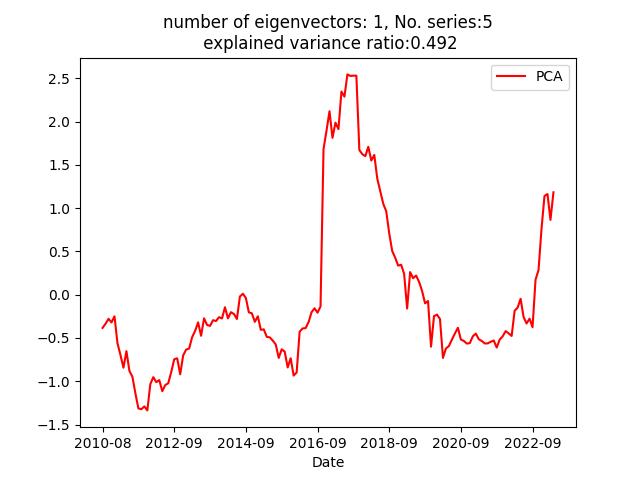 number of eigenvectors: 1, No. series:5
explained variance ratio:0.492
PCA
2.5
2.0
1.5
1.0
0.5
0.0
−0.5
−1.0
−1.5
2010-08 2012-09 2014-09 2016-09 2018-09 2020-09 2022-09
Date